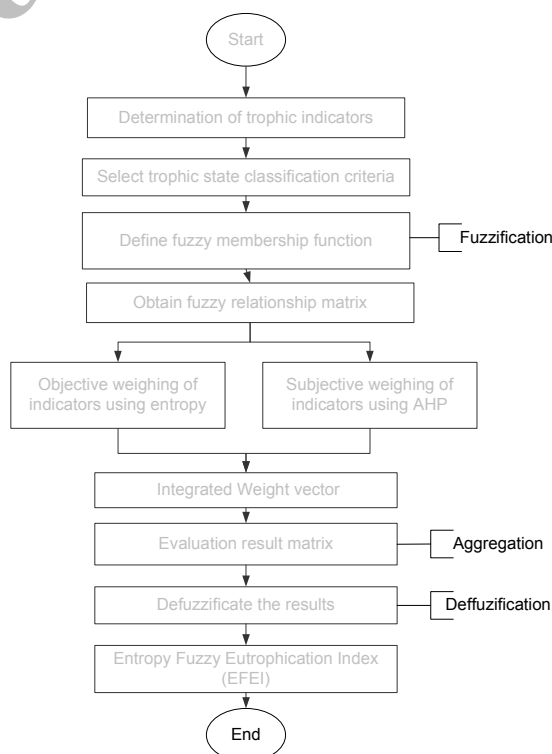 Start
Determination of trophic indicators
Select trophic state classification criteria
Define fuzzy membership function
Fuzzification
Obtain fuzzy relationship matrix
Objective weighing of
indicators using entropy
Subjective weighing of
indicators using AHP
Integrated Weight vector
Evaluation result matrix
Aggregation
Defuzzificate the results
Deffuzification
Entropy Fuzzy Eutrophication Index
(EFEI)
End